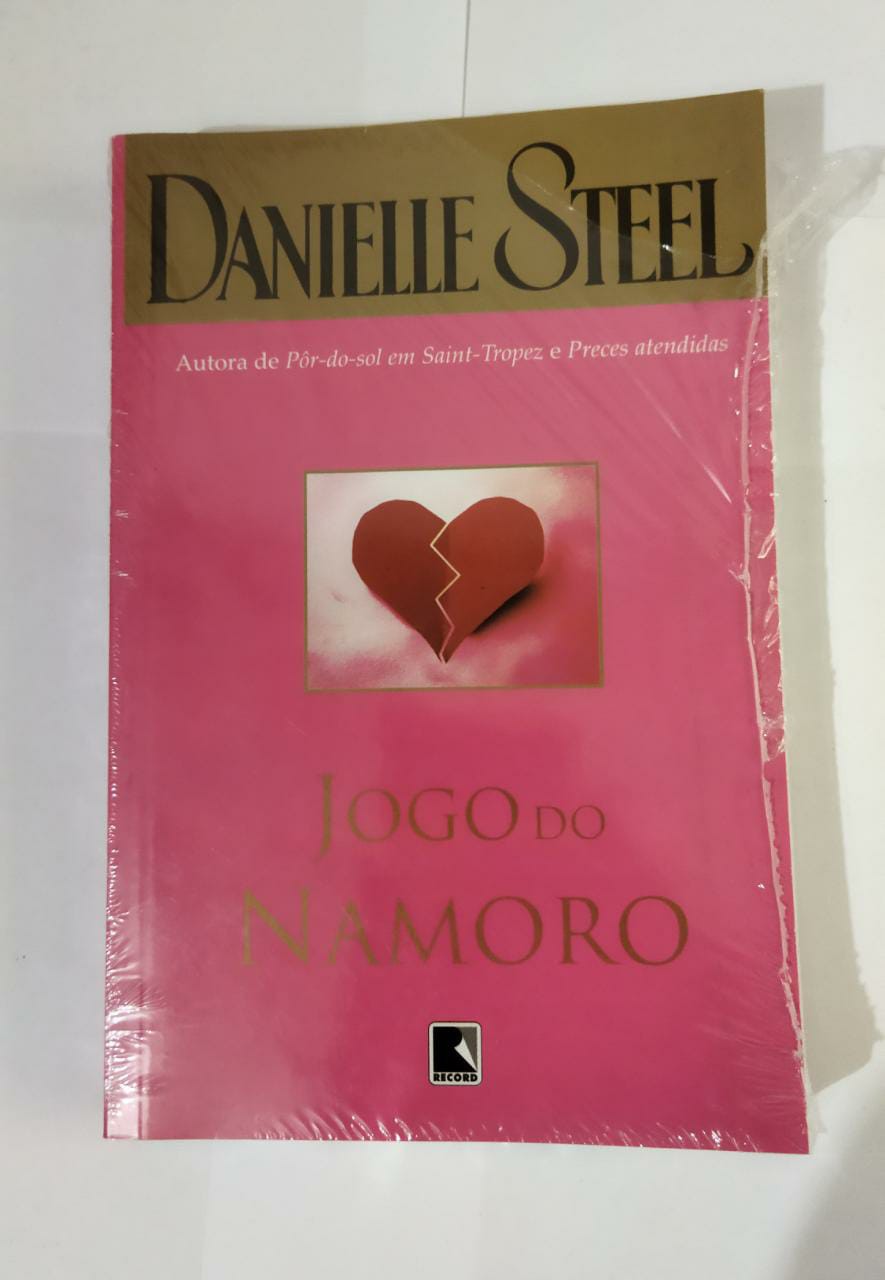 DANIELLE STEEL
Autora de Pôr-do-sol em Saint-Tropez e Preces atendidas
JOGO DO
NAMORO
RECORD